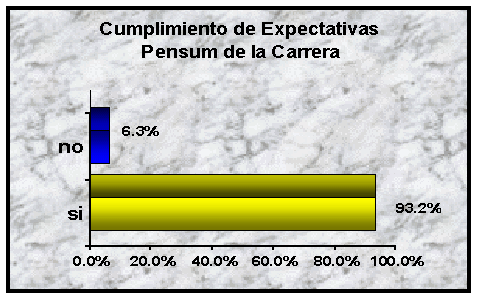 Cumplimiento de Expectativas
Pensum de la Carrera
no
6.3%
si
93.2%
0.0% 20.0% 40.0% 60.0% 80.0% 100.0%